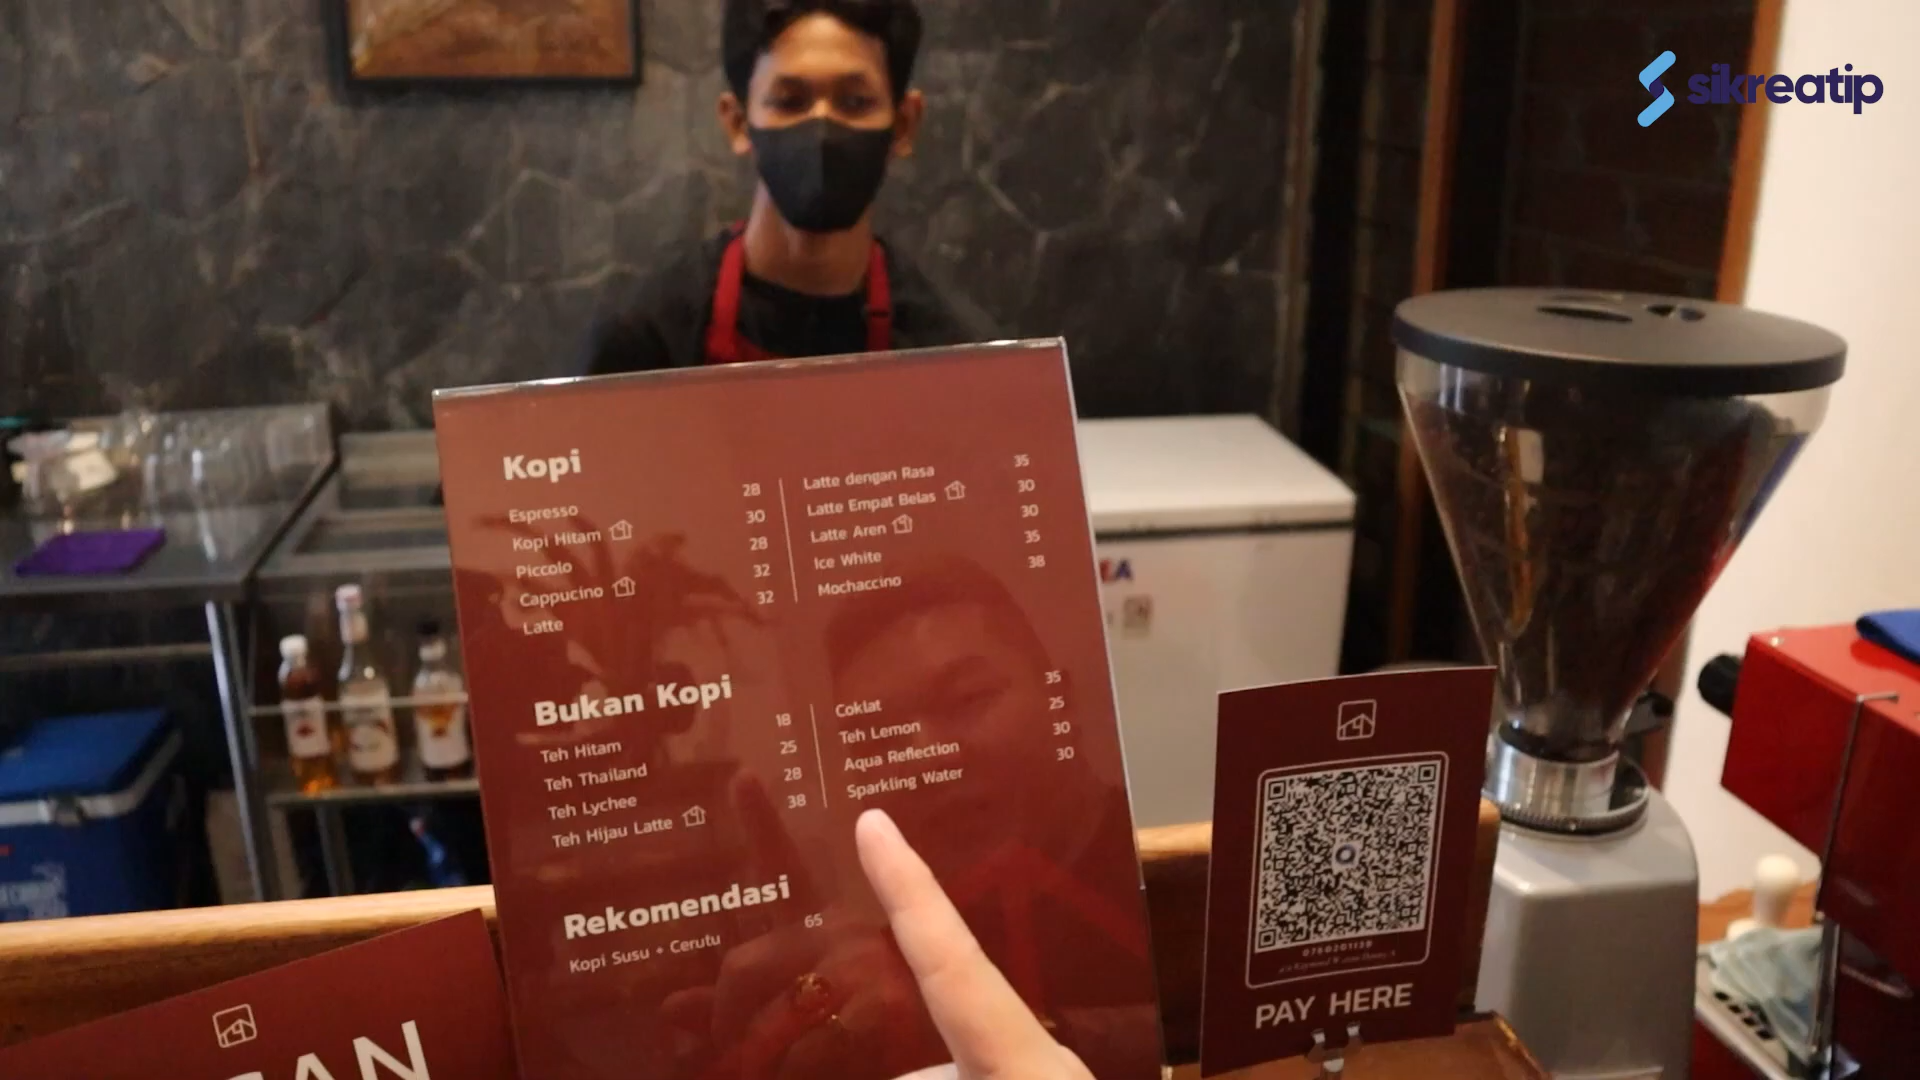 sikreatip
Kopi
Espresso 28
Kopi Hitam 30
Piccolo 28
Cappucino 32
Latte 32
Latte dengan Rasa 35
Latte Empat Belas 30
Latte Aren 30
Ice White 35
Mochaccino 38
Bukan Kopi
Teh Hitam 18
Teh Thailand 25
Teh Lychee 28
Teh Hijau Latte 38
Coklat 35
Teh Lemon 25
Aqua Reflection 30
Sparkling Water 30
Rekomendasi
Kopi Susu + Cerutu 65
PAY HERE